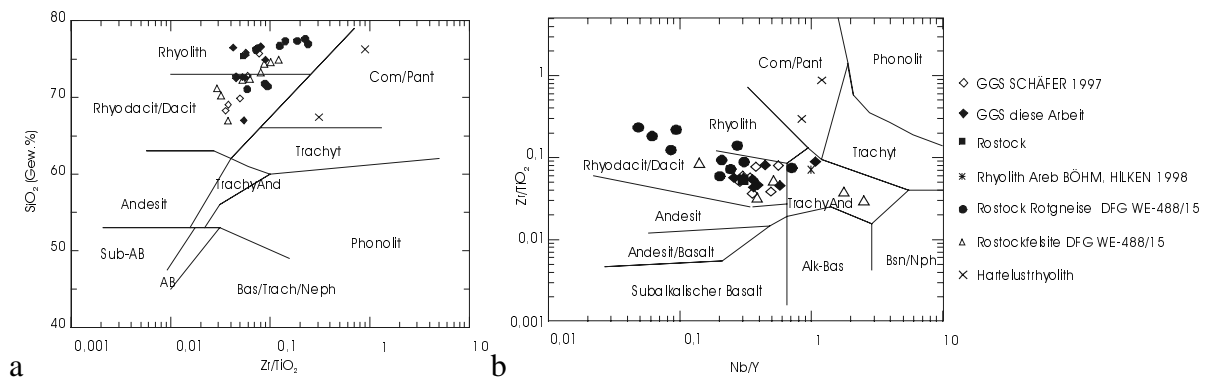 80
70
60
50
40
SiO₂ (Gew.%)
Rhyolith
Com/Pant
Rhyodacit/Dacit
Trachyt
TrachyAnd
Andesit
Sub-AB
Phonolit
AB
Bas/Trach/Neph
0,001
0,01
0,1
1
10
Zr/TiO₂
a
1
0,1
0,01
0,001
Zr/TiO₂
Com/Pant
Phonolit
Rhyolith
Trachyt
Rhyodacit/Dacit
TrachyAnd
Andesit
Andesit/Basalt
Alk-Bas
Bsn/Nph
Subalkalischer Basalt
0,01
0,1
1
10
Nb/Y
b
GGS SCHÄFER 1997
GGS diese Arbeit
Rostock
Rhyolith Areb BÖHM, HILKEN 1998
Rostock Rotgneise DFG WE-488/15
Rostockfelsite DFG WE-488/15
Hartelustrhyolith